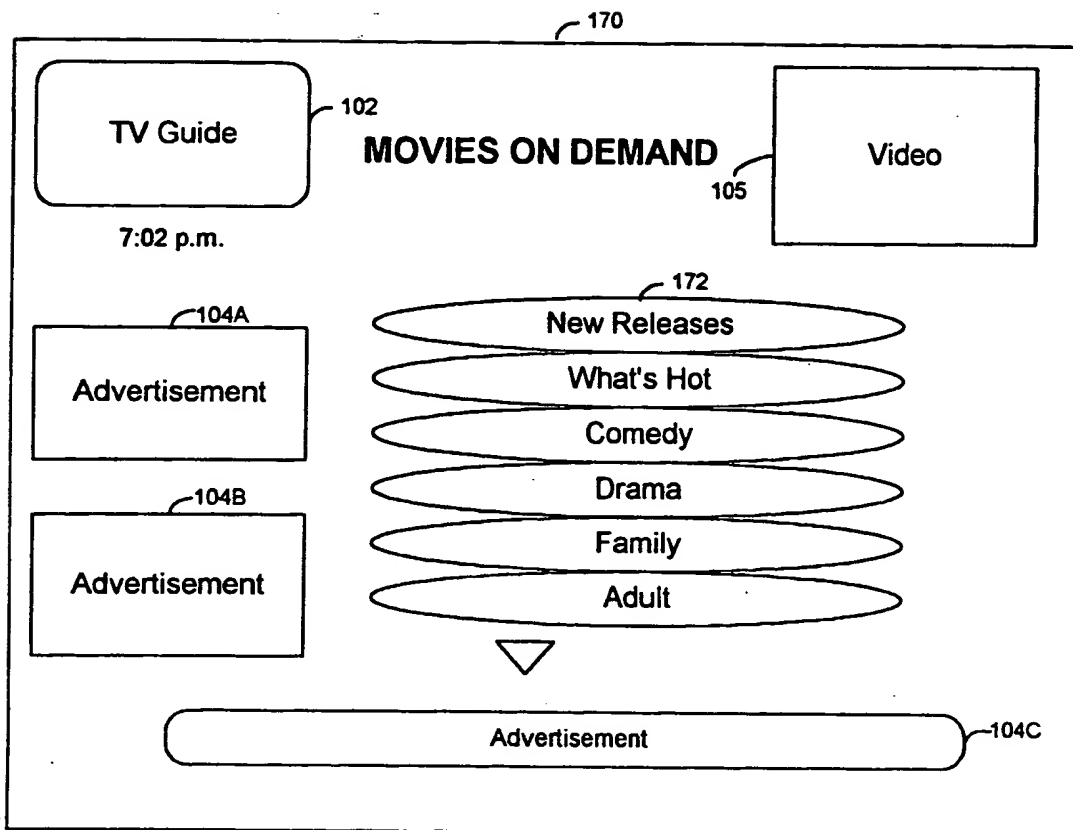 170
TV Guide
102
MOVIES ON DEMAND
Video
105
7:02 p.m.
172
104A
New Releases
Advertisement
What's Hot
Comedy
104B
Drama
Advertisement
Family
Adult
Advertisement
104C